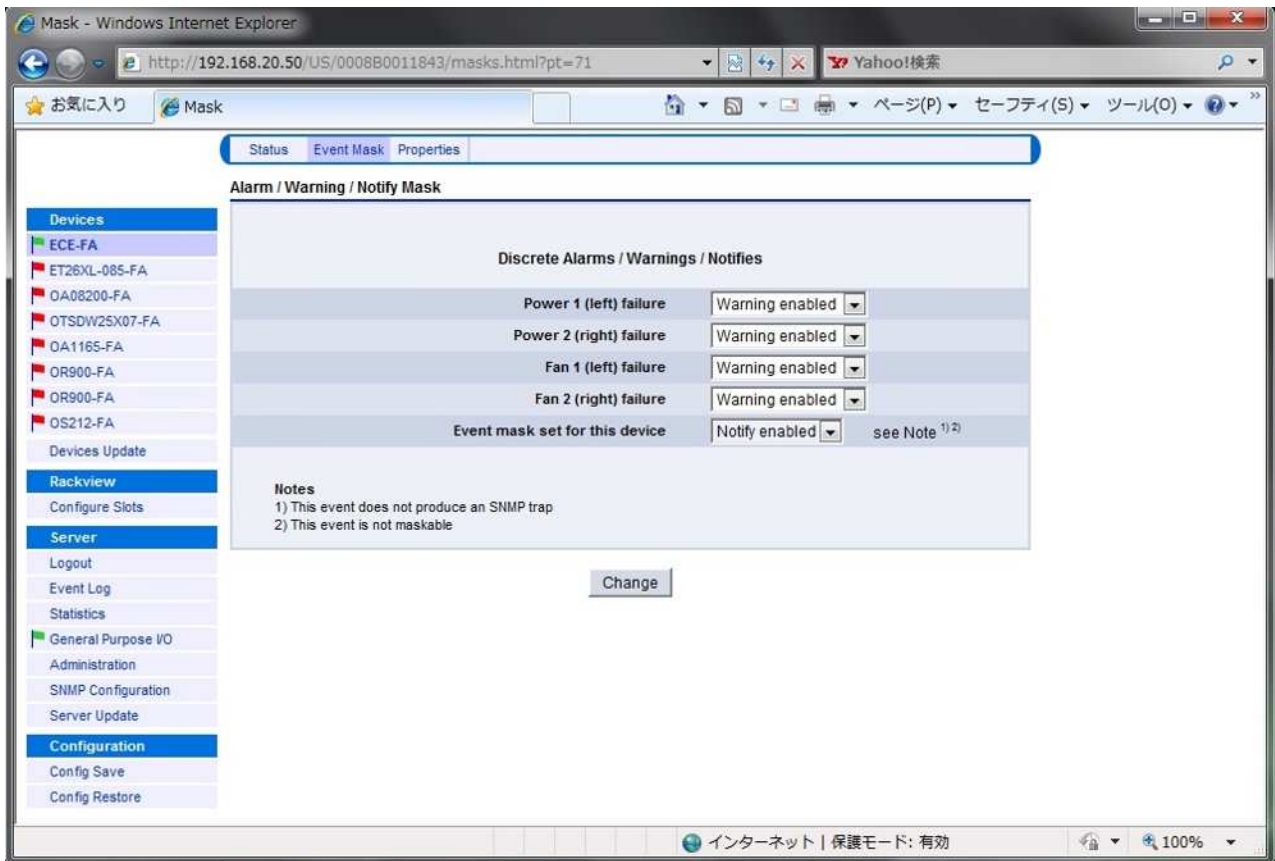 Mask - Windows Internet Explorer
http://192.168.20.50/US/0008B0011843/masks.html?pt=71
Yahoo!検索
お気に入り
Mask
ページ(P)
セーフティ(S)
ツール(O)
Status Event Mask Properties
Alarm / Warning / Notify Mask
Devices
ECE-FA
ET26XL-085-FA
OA08200-FA
OTSDW25X07-FA
OA1165-FA
OR900-FA
OR900-FA
OS212-FA
Devices Update
Rackview
Configure Slots
Server
Logout
Event Log
Statistics
General Purpose I/O
Administration
SNMP Configuration
Server Update
Configuration
Config Save
Config Restore
Discrete Alarms / Warnings / Notifies
Power 1 (left) failure Warning enabled
Power 2 (right) failure Warning enabled
Fan 1 (left) failure Warning enabled
Fan 2 (right) failure Warning enabled
Event mask set for this device Notify enabled see Note 1) 2)
Notes
1) This event does not produce an SNMP trap
2) This event is not maskable
Change
インターネット | 保護モード: 有効
100%